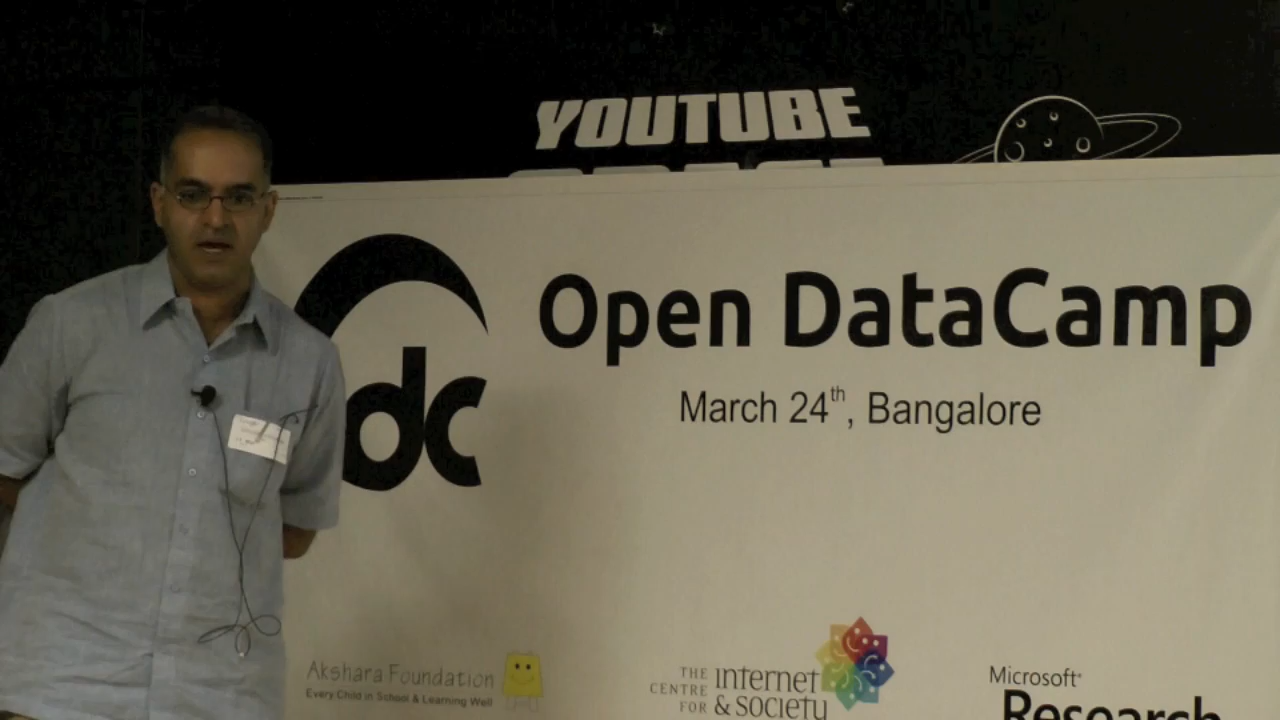 YOUTUBE
Open DataCamp
dc
March 24th, Bangalore
Akshara Foundation
Every Child in School & Learning Well
THE CENTRE FOR
internet & society
Microsoft®
Research